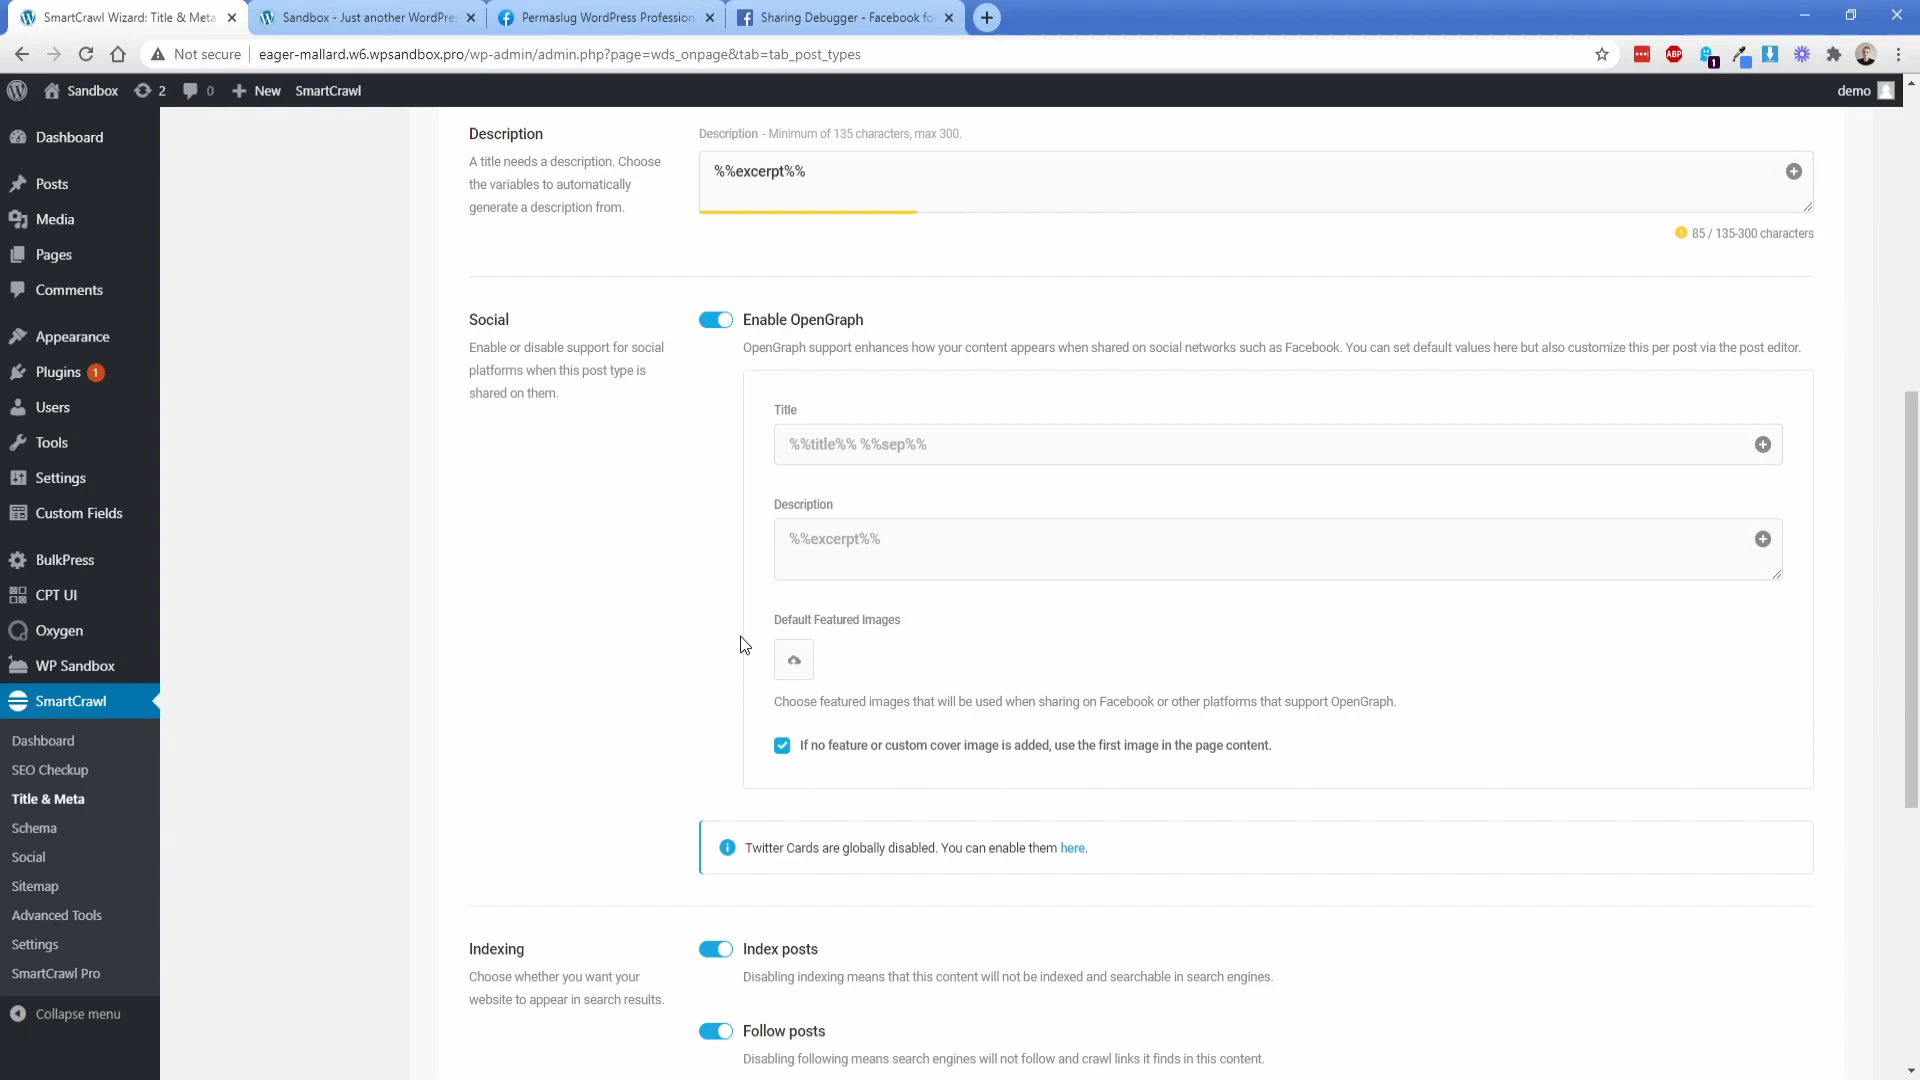 SmartCrawl Wizard: Title & Meta
Sandbox - Just another WordPre
Permaslug WordPress Profession
Sharing Debugger - Facebook fo
Not secure
eager-mallard.w6.wpsandbox.pro/wp-admin/admin.php?page=wds_onpage&tab=tab_post_types
ABP
1
Sandbox
2
0
New
SmartCrawl
demo
Dashboard
Posts
Media
Pages
Comments
Appearance
Plugins 1
Users
Tools
Settings
Custom Fields
BulkPress
CPT UI
Oxygen
WP Sandbox
SmartCrawl
Dashboard
SEO Checkup
Title & Meta
Schema
Social
Sitemap
Advanced Tools
Settings
SmartCrawl Pro
Collapse menu
Description
A title needs a description. Choose
the variables to automatically
generate a description from.
Description - Minimum of 135 characters, max 300.
%%excerpt%%
85 / 135-300 characters
Social
Enable or disable support for social
platforms when this post type is
shared on them.
Enable OpenGraph
OpenGraph support enhances how your content appears when shared on social networks such as Facebook. You can set default values here but also customize this per post via the post editor.
Title
%%title%% %%sep%%
Description
%%excerpt%%
Default Featured Images
Choose featured images that will be used when sharing on Facebook or other platforms that support OpenGraph.
If no feature or custom cover image is added, use the first image in the page content.
Twitter Cards are globally disabled. You can enable them here.
Indexing
Choose whether you want your
website to appear in search results.
Index posts
Disabling indexing means that this content will not be indexed and searchable in search engines.
Follow posts
Disabling following means search engines will not follow and crawl links it finds in this content.